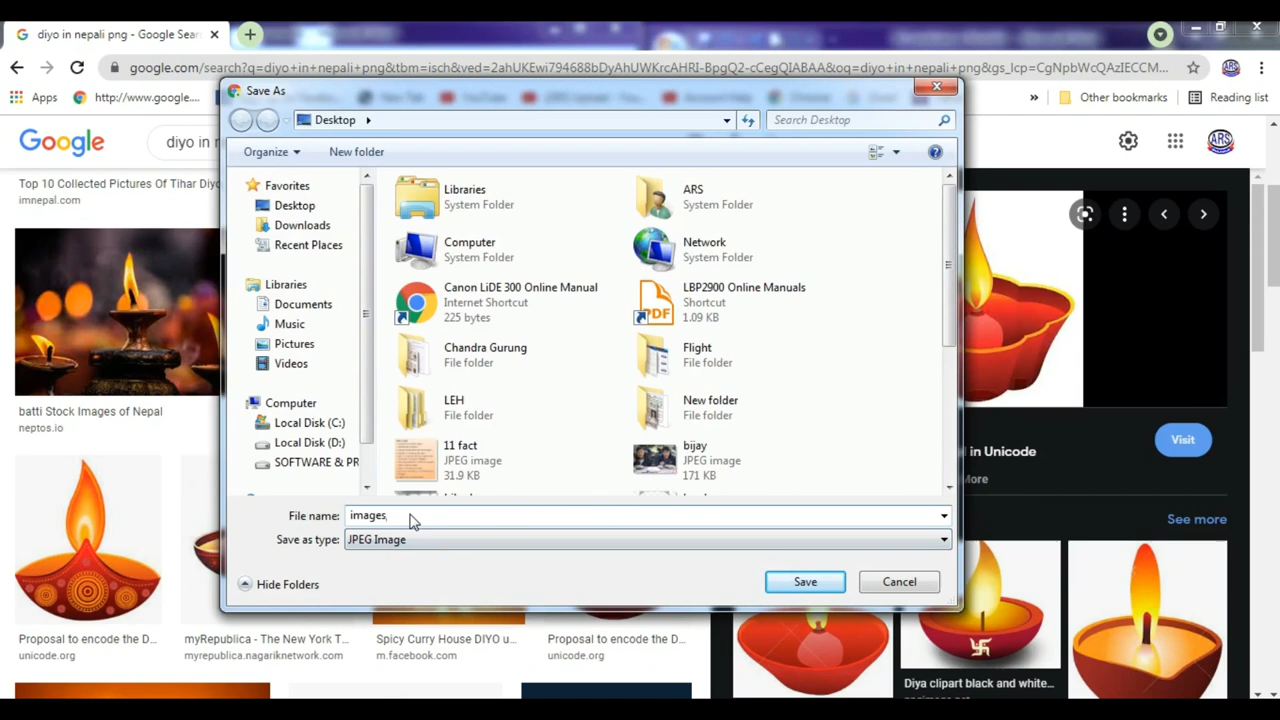 diyo in nepali png - Google Sear
google.com/search?q=diyo+in+nepali+png&tbm=isch&ved=2ahUKEwi794688bDyAhUWKrcAHRI-BpgQ2-cCegQIABAA&oq=diyo+in+nepali+png&gs_lcp=CgNpbWcQAzIECCM...
Apps
http://www.google....
»
Other bookmarks
Reading list
Save As
Desktop
Search Desktop
Google
diyo in n
ARS
Organize
New folder
Top 10 Collected Pictures Of Tihar Diyo
imnepal.com
Favorites
Desktop
Downloads
Recent Places
Libraries
Documents
Music
Pictures
Videos
Computer
Local Disk (C:)
Local Disk (D:)
SOFTWARE & PR
Libraries
System Folder
ARS
System Folder
Computer
System Folder
Network
System Folder
Canon LiDE 300 Online Manual
Internet Shortcut
225 bytes
LBP2900 Online Manuals
Shortcut
1.09 KB
PDF
Chandra Gurung
File folder
Flight
File folder
LEH
File folder
New folder
File folder
11 fact
JPEG image
31.9 KB
bijay
JPEG image
171 KB
batti Stock Images of Nepal
neptos.io
l in Unicode
Visit
More
See more
File name:
images
Save as type:
JPEG Image
Hide Folders
Save
Cancel
Proposal to encode the D...
unicode.org
myRepublica - The New York T...
myrepublica.nagariknetwork.com
Spicy Curry House DIYO u...
m.facebook.com
Proposal to encode the D...
unicode.org
Diya clipart black and white...